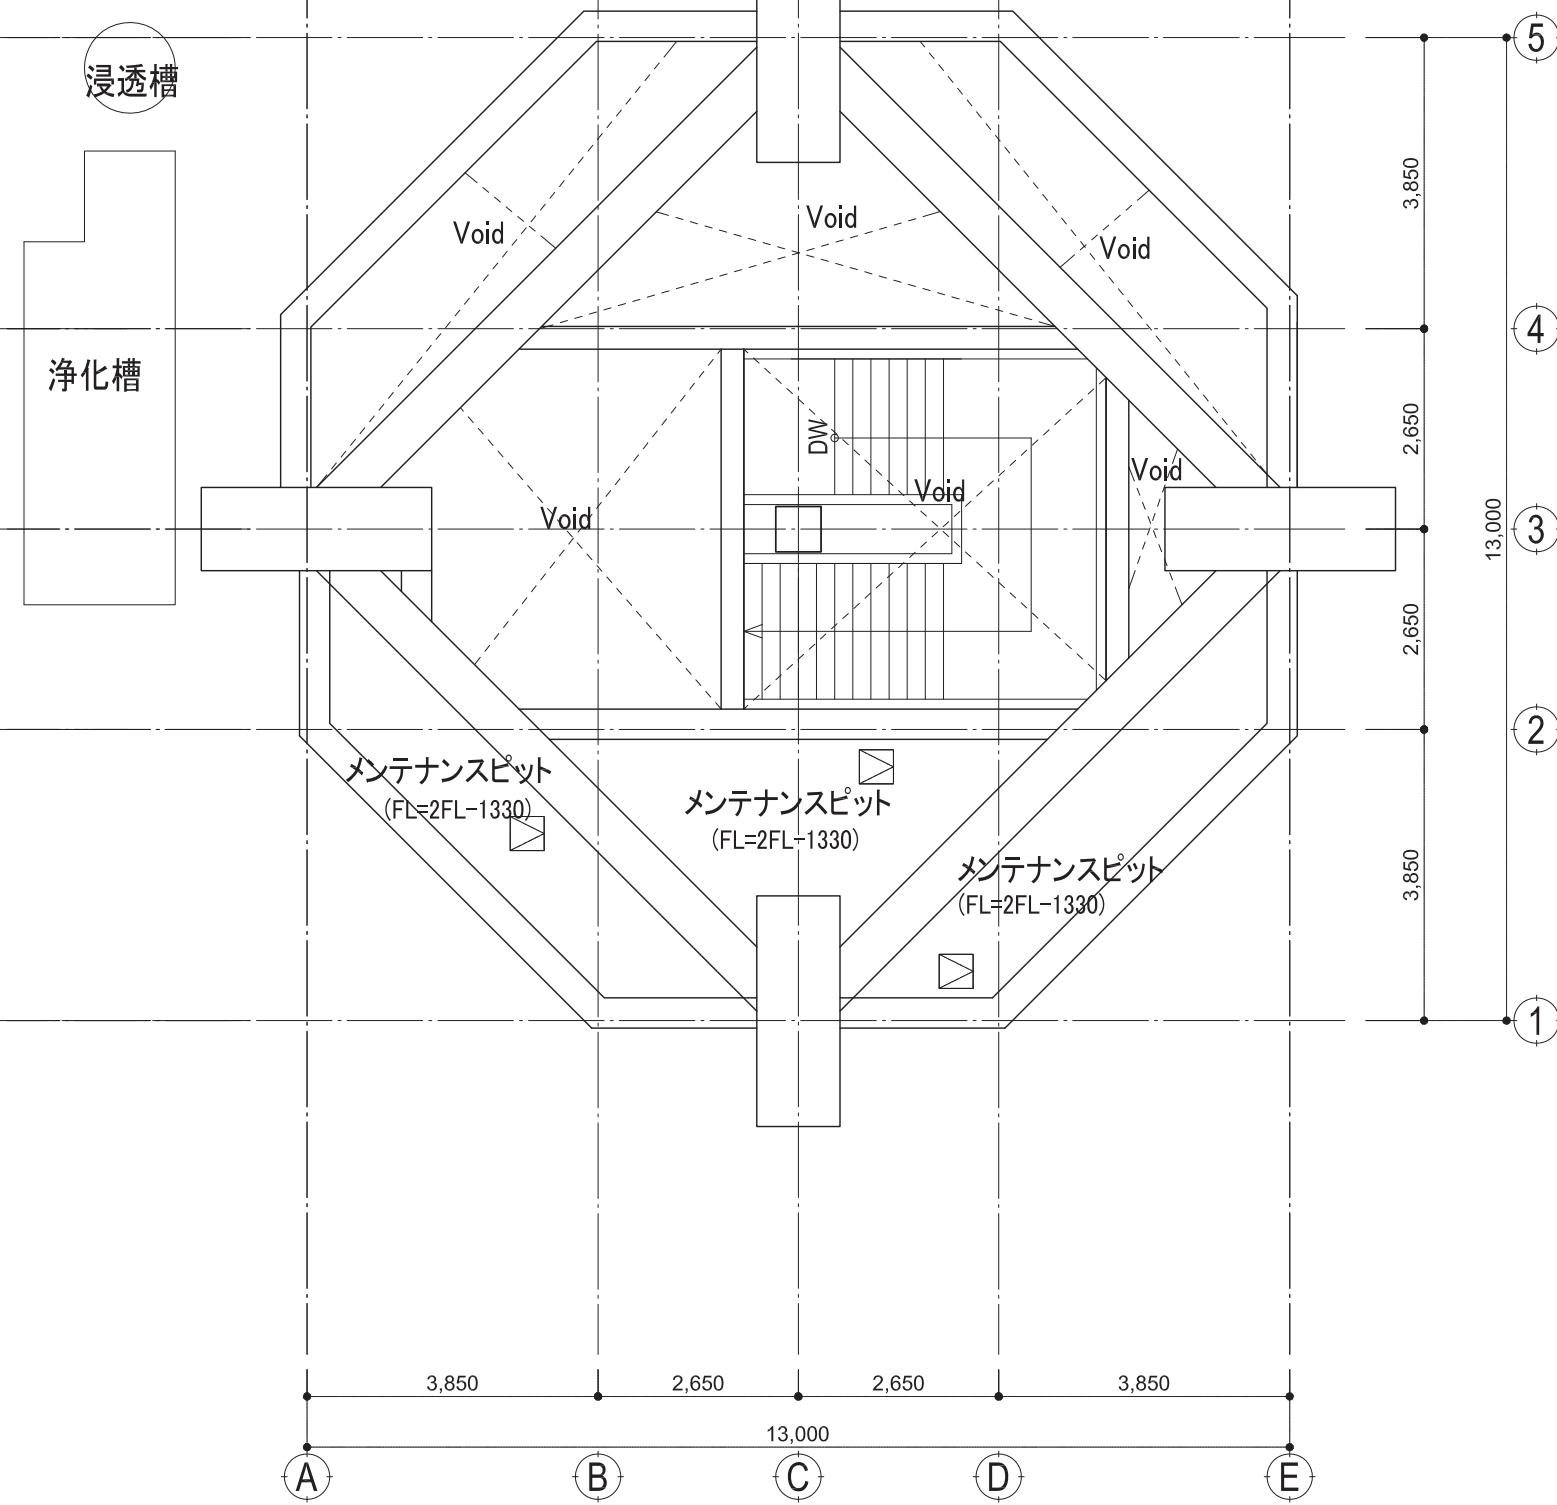 5
浸透槽
3,850
Void
Void
Void
4
浄化槽
2,650
DW
Void
Void
Void
13,000
3
2,650
2
メンテナンスピット
(FL=2FL-1330)
メンテナンスピット
(FL=2FL-1330)
メンテナンスピット
(FL=2FL-1330)
3,850
1
3,850
2,650
2,650
3,850
13,000
A
B
C
D
E